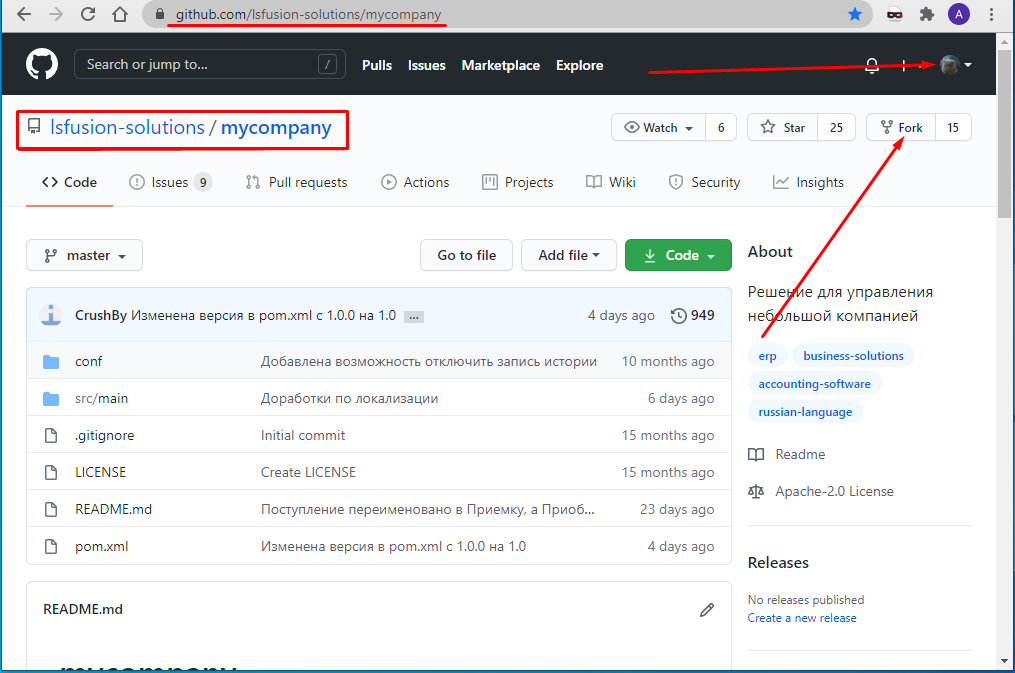 github.com/lsfusion-solutions/mycompany
A
Search or jump to... /
Pulls Issues Marketplace Explore
lsfusion-solutions / mycompany
Watch 6 Star 25 Fork 15
Code Issues 9 Pull requests Actions Projects Wiki Security Insights
master Go to file Add file Code
CrushBy Изменена версия в pom.xml с 1.0.0 на 1.0 ... 4 days ago 949
conf Добавлена возможность отключить запись истории 10 months ago
src/main Доработки по локализации 6 days ago
.gitignore Initial commit 15 months ago
LICENSE Create LICENSE 15 months ago
README.md Поступление переименовано в Приемку, а Приоб... 23 days ago
pom.xml Изменена версия в pom.xml с 1.0.0 на 1.0 4 days ago
README.md
mycompany
About
Решение для управления
небольшой компанией
erp business-solutions
accounting-software
russian-language
Readme
Apache-2.0 License
Releases
No releases published
Create a new release